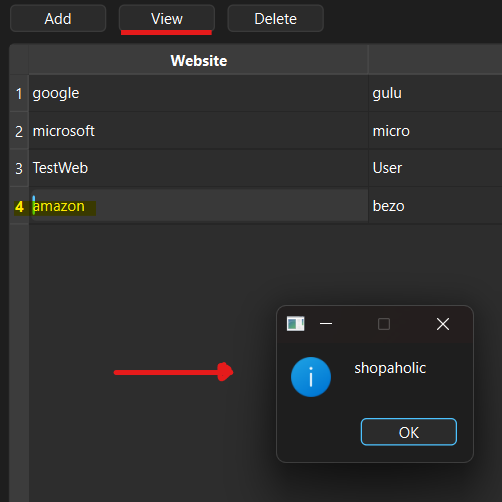 Add View Delete
Website
1 google gulu
2 microsoft micro
3 TestWeb User
4 amazon bezo
shopaholic
OK